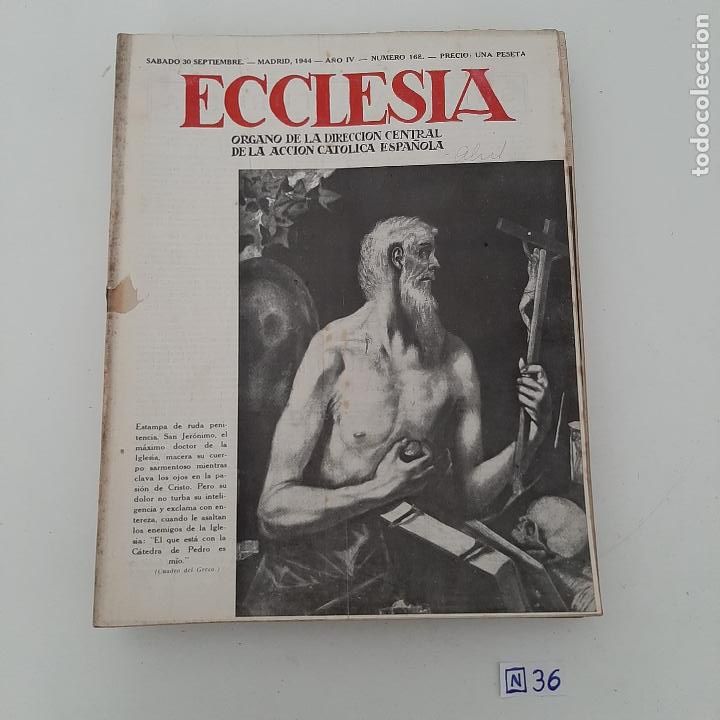 SABADO 30 SEPTIEMBRE. — MADRID, 1944 — AÑO IV — NUMERO 168. — PRECIO: UNA PESETA
ECCLESIA
ORGANO DE LA DIRECCION CENTRAL
DE LA ACCION CATOLICA ESPAÑOLA
Abril
Estampa de ruda peni-
tencia. San Jerónimo, el
máximo doctor de la
Iglesia, macera su cuer-
po sarmentoso mientras
clava los ojos en la pa-
sión de Cristo. Pero su
dolor no turba su inteli-
gencia y exclama con en-
tereza, cuando le asaltan
los enemigos de la Igle-
sia: "El que está con la
Cátedra de Pedro es
mío."
(Cuadro del Greco.)
N 36
todocoleccion